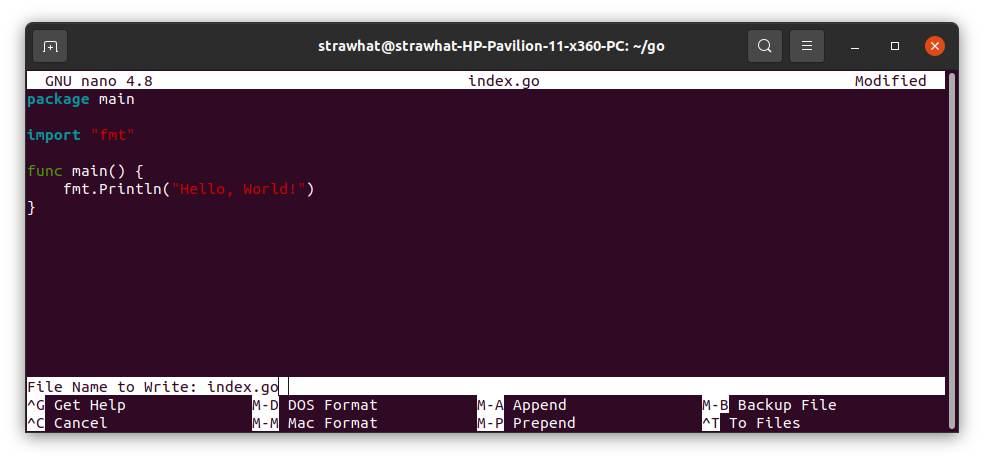 strawhat@strawhat-HP-Pavilion-11-x360-PC: ~/go
GNU nano 4.8 index.go Modified
package main
import "fmt"
func main() {
    fmt.Println("Hello, World!")
}
File Name to Write: index.go
^G Get Help M-D DOS Format M-A Append M-B Backup File
^C Cancel M-M Mac Format M-P Prepend ^T To Files